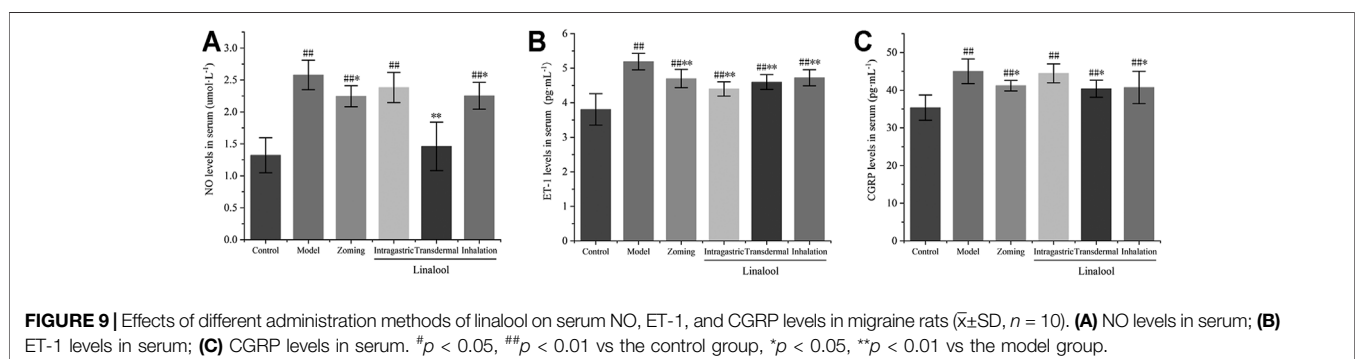 A
B
C
NO levels in serum (umol·L⁻¹)
3.0
2.5
2.0
1.5
1.0
0.5
0.0
##
##*
##
**
##*
Control Model Zoming Intragastric Transdermal Inhalation
Linalool
ET-1 levels in serum (pg·mL⁻¹)
6
5
4
3
2
1
0
##
##**
##**
##**
##**
Control Model Zoming Intragastric Transdermal Inhalation
Linalool
CGRP levels in serum (pg·mL⁻¹)
50
40
30
20
10
0
##
##*
##
##*
##*
Control Model Zoming Intragastric Transdermal Inhalation
Linalool
FIGURE 9 | Effects of different administration methods of linalool on serum NO, ET-1, and CGRP levels in migraine rats (x̄±SD, n = 10). (A) NO levels in serum; (B)
ET-1 levels in serum; (C) CGRP levels in serum. #p < 0.05, ##p < 0.01 vs the control group, *p < 0.05, **p < 0.01 vs the model group.